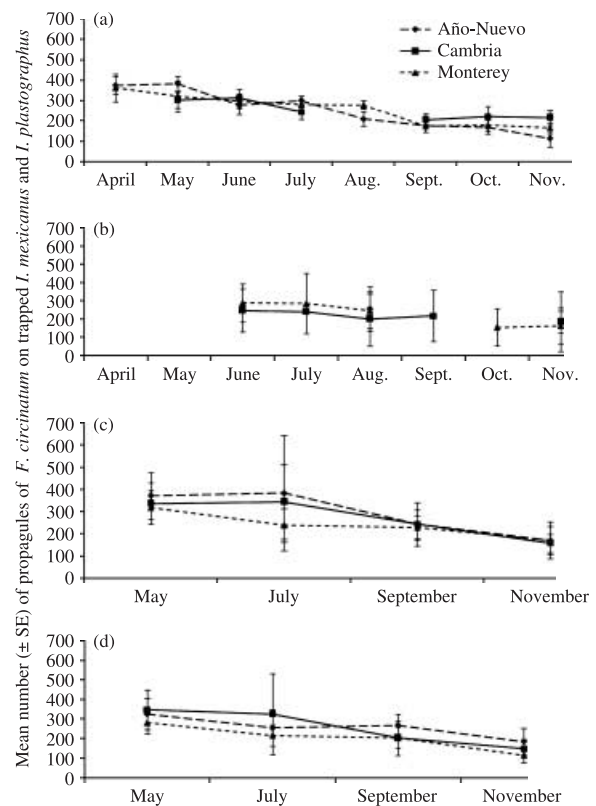 Mean number (± SE) of propagules of F. circinatum on trapped I. mexicanus and I. plastographus
(a)
Año-Nuevo
Cambria
Monterey
700
600
500
400
300
200
100
0
April May June July Aug. Sept. Oct. Nov.
(b)
700
600
500
400
300
200
100
0
April May June July Aug. Sept. Oct. Nov.
(c)
700
600
500
400
300
200
100
0
May July September November
(d)
700
600
500
400
300
200
100
0
May July September November